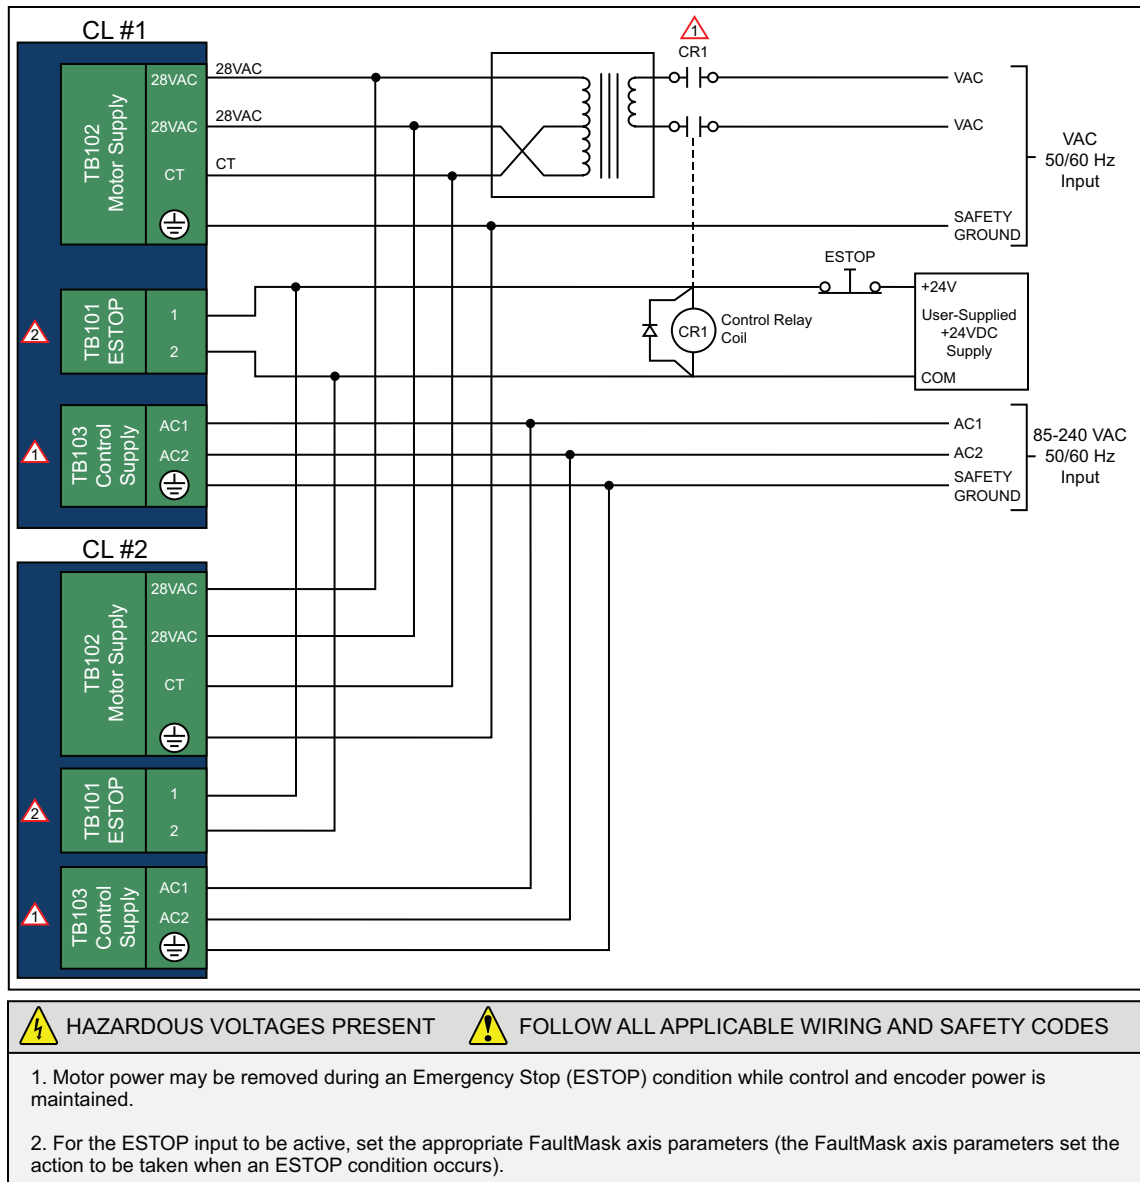 CL #1
TB102
Motor Supply
28VAC
28VAC
CT
28VAC
28VAC
CT
1
CR1
VAC
VAC
SAFETY
GROUND
VAC
50/60 Hz
Input
2
TB101
ESTOP
1
2
ESTOP
CR1
Control Relay
Coil
+24V
User-Supplied
+24VDC
Supply
COM
1
TB103
Control
Supply
AC1
AC2
AC1
AC2
SAFETY
GROUND
85-240 VAC
50/60 Hz
Input
CL #2
TB102
Motor Supply
28VAC
28VAC
CT
2
TB101
ESTOP
1
2
1
TB103
Control
Supply
AC1
AC2
HAZARDOUS VOLTAGES PRESENT
FOLLOW ALL APPLICABLE WIRING AND SAFETY CODES
1. Motor power may be removed during an Emergency Stop (ESTOP) condition while control and encoder power is
maintained.
2. For the ESTOP input to be active, set the appropriate FaultMask axis parameters (the FaultMask axis parameters set the
action to be taken when an ESTOP condition occurs).